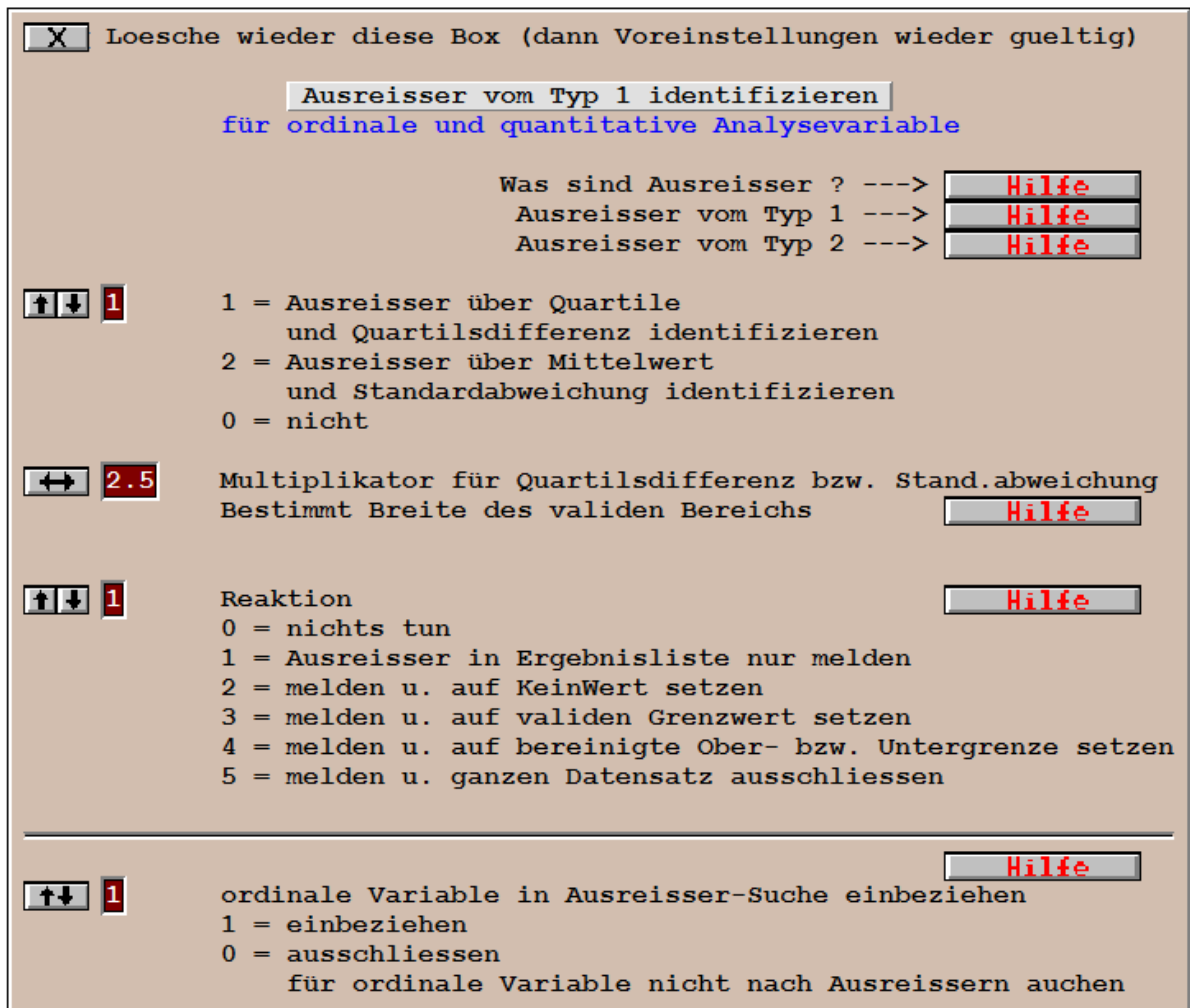 X Loesche wieder diese Box (dann Voreinstellungen wieder gueltig)
Ausreisser vom Typ 1 identifizieren
für ordinale und quantitative Analysevariable
Was sind Ausreisser ? ---> Hilfe
Ausreisser vom Typ 1 ---> Hilfe
Ausreisser vom Typ 2 ---> Hilfe
1 1 = Ausreisser über Quartile
und Quartilsdifferenz identifizieren
2 = Ausreisser über Mittelwert
und Standardabweichung identifizieren
0 = nicht
2.5 Multiplikator für Quartilsdifferenz bzw. Stand.abweichung
Bestimmt Breite des validen Bereichs Hilfe
1 Reaktion Hilfe
0 = nichts tun
1 = Ausreisser in Ergebnisliste nur melden
2 = melden u. auf KeinWert setzen
3 = melden u. auf validen Grenzwert setzen
4 = melden u. auf bereinigte Ober- bzw. Untergrenze setzen
5 = melden u. ganzen Datensatz ausschliessen
Hilfe
1 ordinale Variable in Ausreisser-Suche einbeziehen
1 = einbeziehen
0 = ausschliessen
für ordinale Variable nicht nach Ausreissern auchen